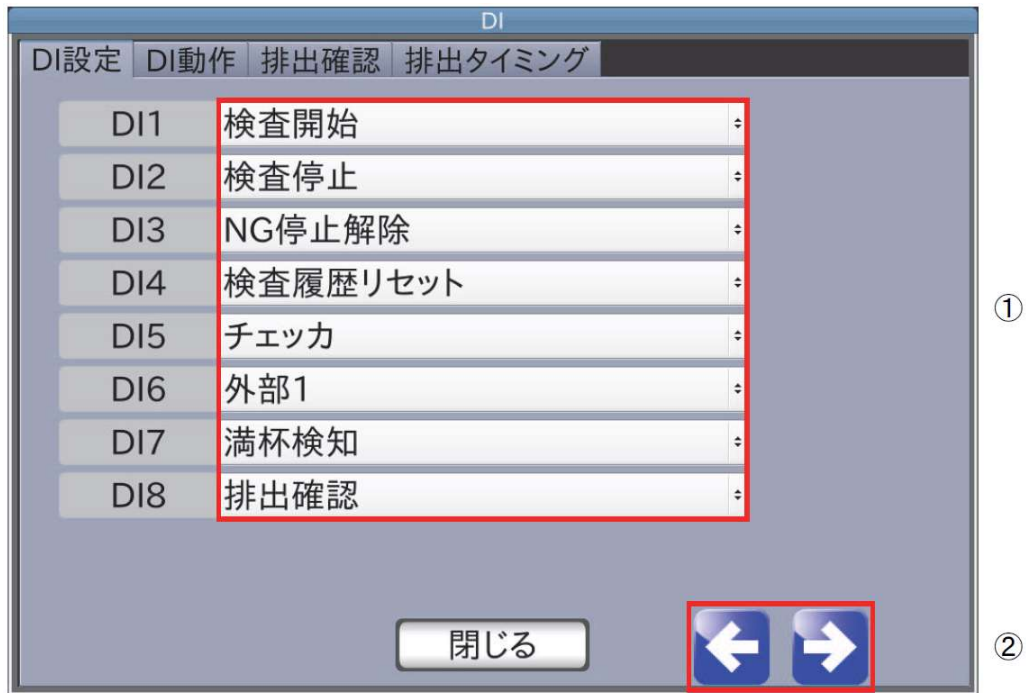 DI
DI設定 DI動作 排出確認 排出タイミング
DI1 検査開始
DI2 検査停止
DI3 NG停止解除
DI4 検査履歴リセット
①
DI5 チェッカ
DI6 外部1
DI7 満杯検知
DI8 排出確認
閉じる
②